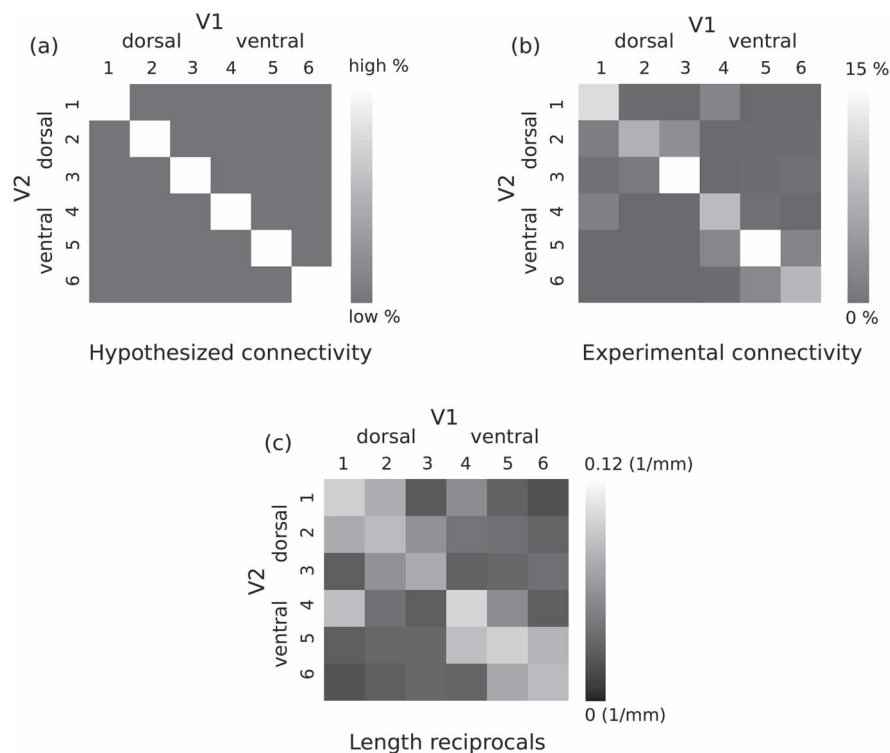 (a)
V1
dorsal ventral
1 2 3 4 5 6
V2
dorsal
ventral
1
2
3
4
5
6
high %
low %
Hypothesized connectivity
(b)
V1
dorsal ventral
1 2 3 4 5 6
V2
dorsal
ventral
1
2
3
4
5
6
15 %
0 %
Experimental connectivity
(c)
V1
dorsal ventral
1 2 3 4 5 6
V2
dorsal
ventral
1
2
3
4
5
6
0.12 (1/mm)
0 (1/mm)
Length reciprocals